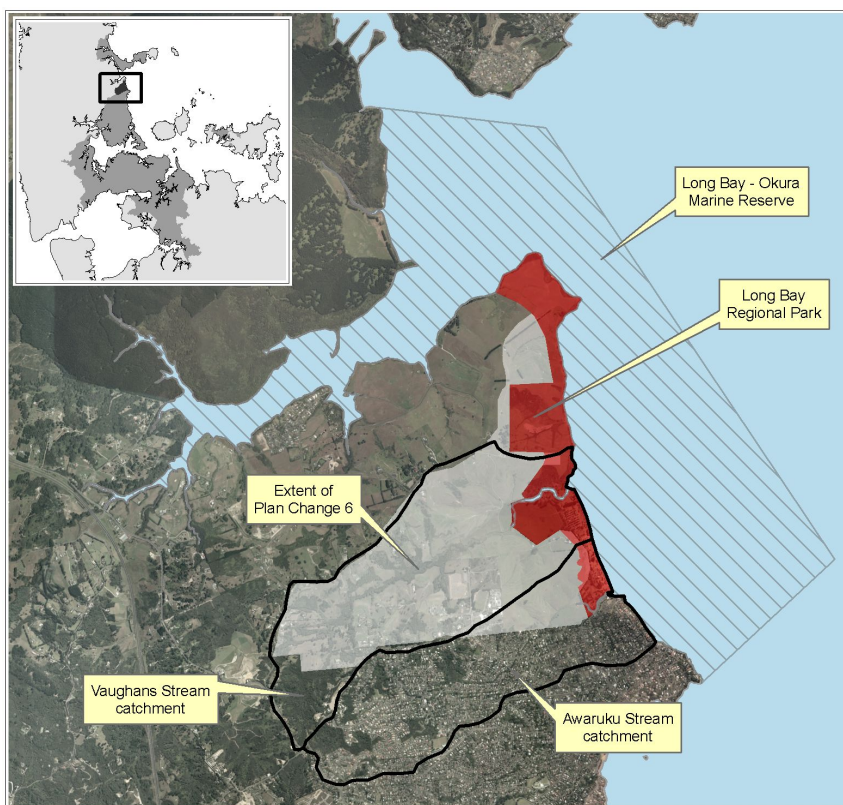 Long Bay - Okura
Marine Reserve
Long Bay
Regional Park
Extent of
Plan Change 6
Vaughans Stream
catchment
Awaruku Stream
catchment